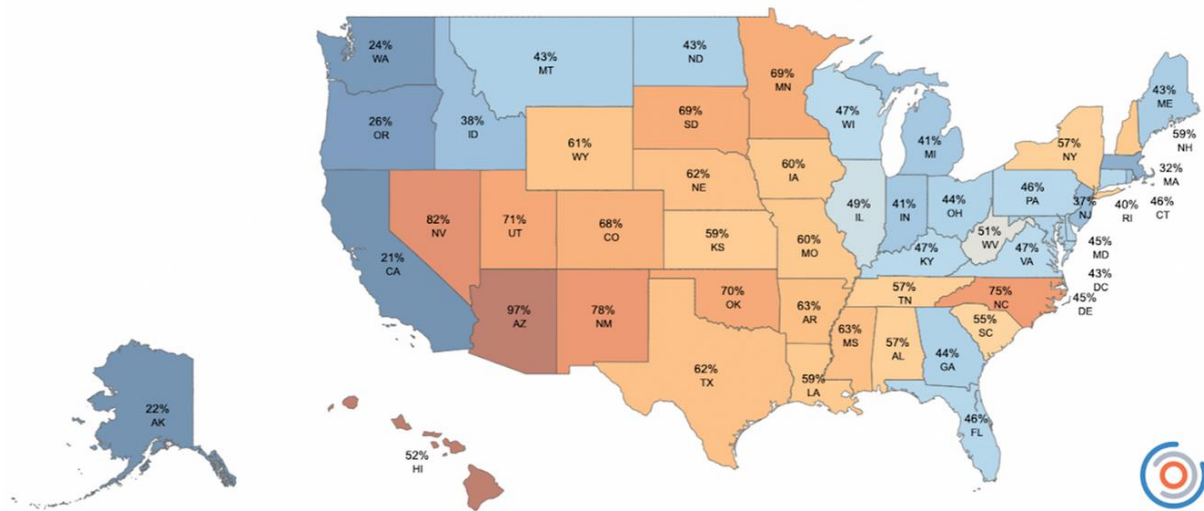 24%
WA
43%
MT
43%
ND
69%
MN
47%
WI
41%
MI
43%
ME
59%
NH
57%
NY
32%
MA
26%
OR
38%
ID
61%
WY
69%
SD
60%
IA
46%
PA
37%
NJ
40%
RI
46%
CT
62%
NE
49%
IL
41%
IN
44%
OH
82%
NV
71%
UT
68%
CO
59%
KS
60%
MO
47%
KY
51%
WV
47%
VA
45%
MD
43%
DC
45%
DE
21%
CA
97%
AZ
78%
NM
70%
OK
63%
AR
57%
TN
75%
NC
55%
SC
62%
TX
59%
LA
63%
MS
57%
AL
44%
GA
46%
FL
22%
AK
52%
HI